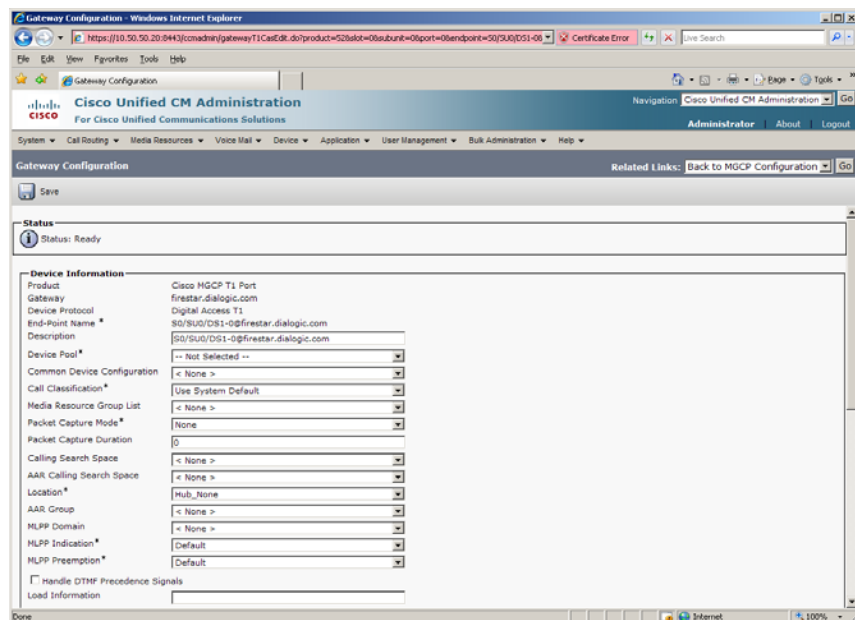 Gateway Configuration - Windows Internet Explorer
https://10.50.50.20:8443/ccmadmin/gatewayT1CasEdit.do?product=52&slot=0&subunit=0&port=0&endpoint=S0/SU0/DS1-0@
Certificate Error
Live Search
File Edit View Favorites Tools Help
Gateway Configuration
Page Tools
CISCO
Cisco Unified CM Administration
For Cisco Unified Communications Solutions
Navigation Cisco Unified CM Administration Go
Administrator About Logout
System Call Routing Media Resources Voice Mail Device Application User Management Bulk Administration Help
Gateway Configuration
Related Links: Back to MGCP Configuration Go
Save
Status
Status: Ready
Device Information
Product Cisco MGCP T1 Port
Gateway firestar.dialogic.com
Device Protocol Digital Access T1
End-Point Name * S0/SU0/DS1-0@firestar.dialogic.com
Description S0/SU0/DS1-0@firestar.dialogic.com
Device Pool* -- Not Selected --
Common Device Configuration < None >
Call Classification* Use System Default
Media Resource Group List < None >
Packet Capture Mode* None
Packet Capture Duration 0
Calling Search Space < None >
AAR Calling Search Space < None >
Location* Hub_None
AAR Group < None >
MLPP Domain < None >
MLPP Indication* Default
MLPP Preemption* Default
Handle DTMF Precedence Signals
Load Information
Done
Internet
100%